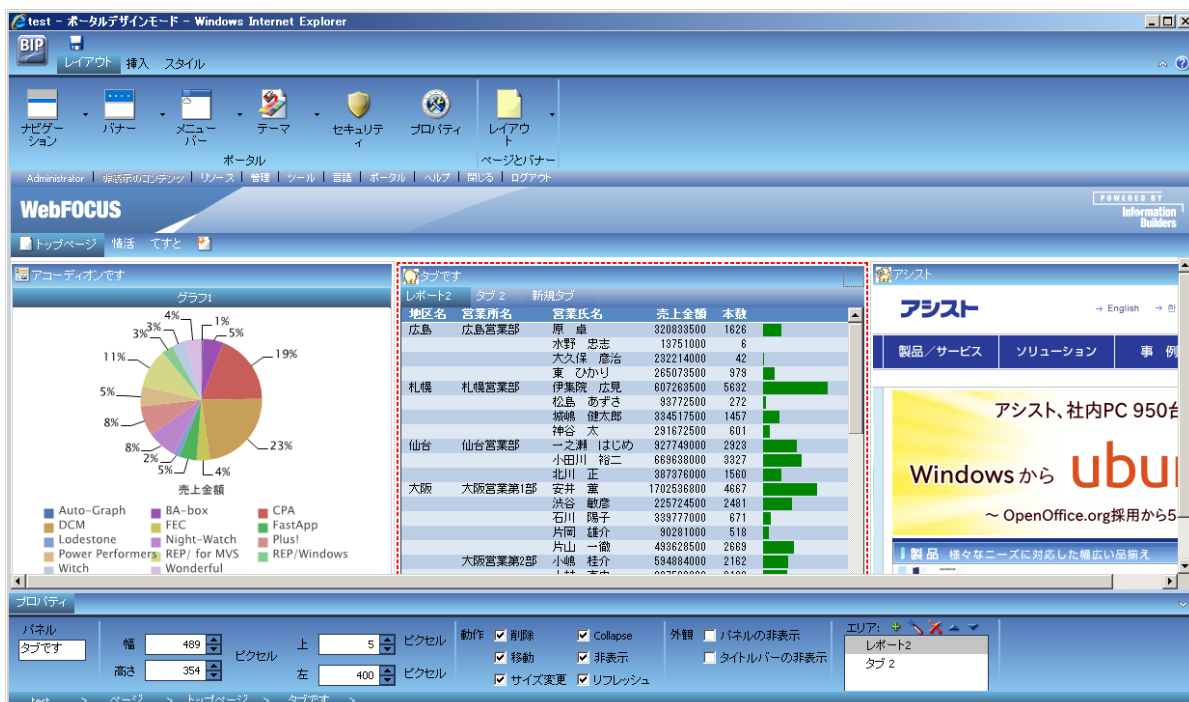 test - ポータルデザインモード - Windows Internet Explorer
BIP
レイアウト 挿入 スタイル
ナビゲーション バナー メニューバー テーマ セキュリティ プロパティ レイアウト
ポータル ページとバナー
Administrator 非表示のコンテンツ リソース 管理 ツール 言語 ポータル ヘルプ 閉じる ログアウト
WebFOCUS
POWERED BY
Information
Builders
トップページ 情活 てすと
アコーディオンです
グラフ1
4% 1%
3% 3% 5%
19%
11%
5%
8%
23%
8%
2%
5% 4%
売上金額
Auto-Graph BA-box CPA
DCM FEC FastApp
Lodestone Night-Watch Plus!
Power Performers REP/ for MVS REP/Windows
Witch Wonderful
タブです
レポート2 タブ 2 新規タブ
地区名 営業所名 営業氏名 売上金額 本数
広島 広島営業部 原 卓 320833500 1626
水野 忠志 13751000 6
大久保 彦治 232214000 42
東 ひかり 265073500 979
札幌 札幌営業部 伊集院 広見 607263500 5632
松島 あずさ 93772500 272
城嶋 健太郎 334517500 1457
神谷 太 291672500 601
仙台 仙台営業部 一之瀬 はじめ 927749000 2923
小田川 裕二 669638000 3327
北川 正 387376000 1560
大阪 大阪営業第1部 安井 薫 1702536800 4667
渋谷 敏彦 225724500 2481
石川 陽子 339777000 671
片岡 雄介 90281000 518
片山 一徹 493628500 2669
大阪営業第2部 小嶋 桂介 594884000 2162
アシスト
アシスト
→ English →
製品/サービス ソリューション 事 例
アシスト、社内PC 950台
Windows から ubu
~ OpenOffice.org採用から5
製品 様々なニーズに対応した幅広い品揃え
プロパティ
パネル
タブです
幅 489
高さ 354
ピクセル
上 5 ピクセル
左 400 ピクセル
動作 削除 Collapse
移動 非表示
サイズ変更 リフレッシュ
外観 パネルの非表示
タイトルバーの非表示
エリア:
レポート2
タブ 2
test > ページ > トップページ > タブです >